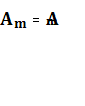 Aₘ = A